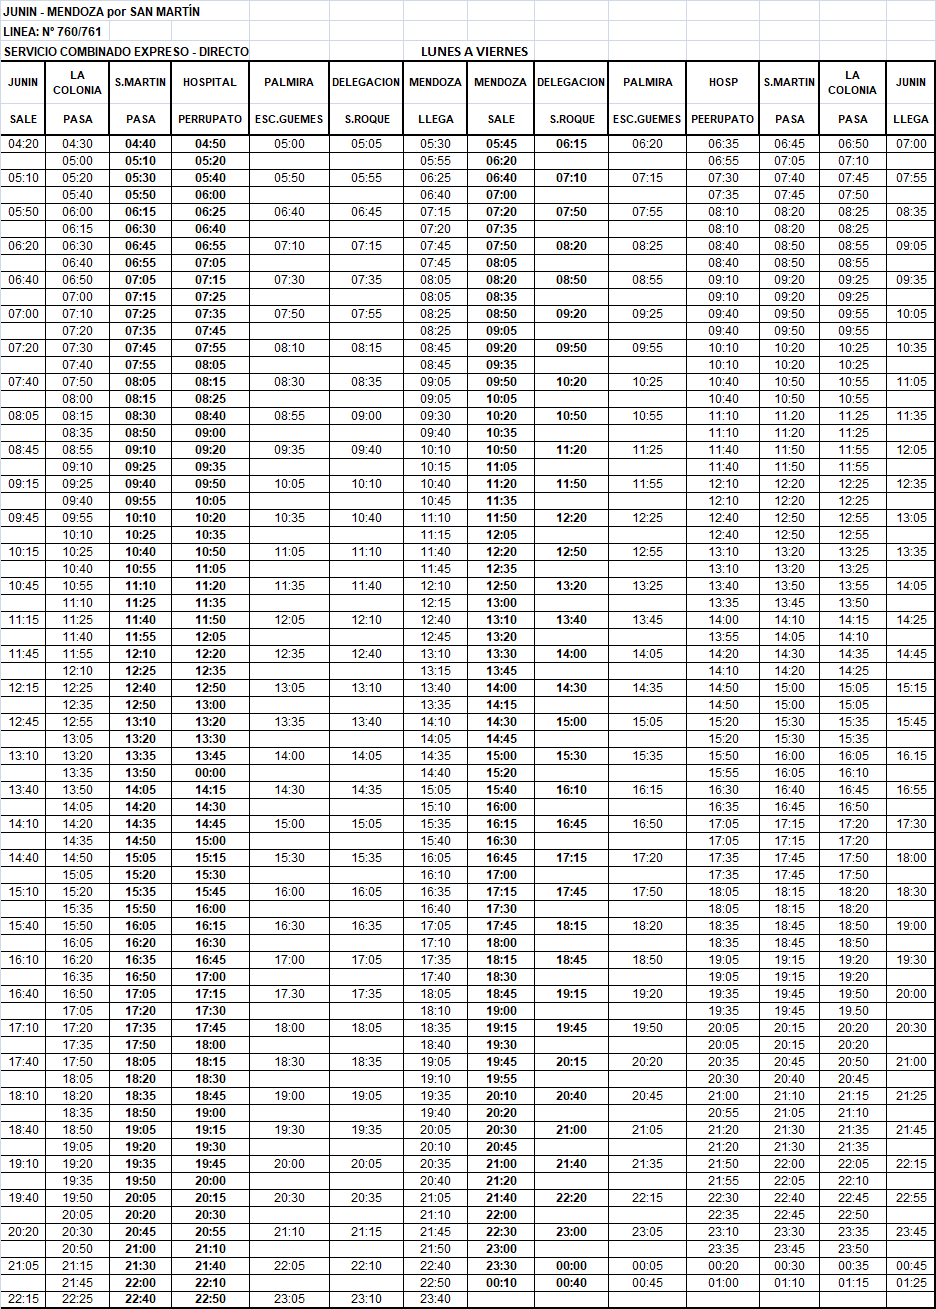 JUNIN - MENDOZA por SAN MARTÍN
LINEA: Nº 760/761
SERVICIO COMBINADO EXPRESO - DIRECTO LUNES A VIERNES
JUNIN LA COLONIA S.MARTIN HOSPITAL PALMIRA DELEGACION MENDOZA MENDOZA DELEGACION PALMIRA HOSP S.MARTIN LA COLONIA JUNIN
SALE PASA PASA PERRUPATO ESC.GUEMES S.ROQUE LLEGA SALE S.ROQUE ESC.GUEMES PEERUPATO PASA PASA LLEGA
04:20 04:30 04:40 04:50 05:00 05:05 05:30 05:45 06:15 06:20 06:35 06:45 06:50 07:00
05:00 05:10 05:20 05:55 06:20 06:55 07:05 07:10
05:10 05:20 05:30 05:40 05:50 05:55 06:25 06:40 07:10 07:15 07:30 07:40 07:45 07:55
05:40 05:50 06:00 06:40 07:00 07:35 07:45 07:50
05:50 06:00 06:15 06:25 06:40 06:45 07:15 07:20 07:50 07:55 08:10 08:20 08:25 08:35
06:15 06:30 06:40 07:20 07:35 08:10 08:20 08:25
06:20 06:30 06:45 06:55 07:10 07:15 07:45 07:50 08:20 08:25 08:40 08:50 08:55 09:05
06:40 06:55 07:05 07:45 08:05 08:40 08:50 08:55
06:40 06:50 07:05 07:15 07:30 07:35 08:05 08:20 08:50 08:55 09:10 09:20 09:25 09:35
07:00 07:15 07:25 08:05 08:35 09:10 09:20 09:25
07:00 07:10 07:25 07:35 07:50 07:55 08:25 08:50 09:20 09:25 09:40 09:50 09:55 10:05
07:20 07:35 07:45 08:25 09:05 09:40 09:50 09:55
07:20 07:30 07:45 07:55 08:10 08:15 08:45 09:20 09:50 09:55 10:10 10:20 10:25 10:35
07:40 07:55 08:05 08:45 09:35 10:10 10:20 10:25
07:40 07:50 08:05 08:15 08:30 08:35 09:05 09:50 10:20 10:25 10:40 10:50 10:55 11:05
08:00 08:15 08:25 09:05 10:05 10:40 10:50 10:55
08:05 08:15 08:30 08:40 08:55 09:00 09:30 10:20 10:50 10:55 11:10 11.20 11.25 11:35
08:35 08:50 09:00 09:40 10:35 11:10 11:20 11:25
08:45 08:55 09:10 09:20 09:35 09:40 10:10 10:50 11:20 11:25 11:40 11:50 11:55 12:05
09:10 09:25 09:35 10:15 11:05 11:40 11:50 11:55
09:15 09:25 09:40 09:50 10:05 10:10 10:40 11:20 11:50 11:55 12:10 12:20 12:25 12:35
09:40 09:55 10:05 10:45 11:35 12:10 12:20 12:25
09:45 09:55 10:10 10:20 10:35 10:40 11:10 11:50 12:20 12:25 12:40 12:50 12:55 13:05
10:10 10:25 10:35 11:15 12:05 12:40 12:50 12:55
10:15 10:25 10:40 10:50 11:05 11:10 11:40 12:20 12:50 12:55 13:10 13:20 13:25 13:35
10:40 10:55 11:05 11:45 12:35 13:10 13:20 13:25
10:45 10:55 11:10 11:20 11:35 11:40 12:10 12:50 13:20 13:25 13:40 13:50 13:55 14:05
11:10 11:25 11:35 12:15 13:00 13:35 13:45 13:50
11:15 11:25 11:40 11:50 12:05 12:10 12:40 13:10 13:40 13:45 14:00 14:10 14:15 14:25
11:40 11:55 12:05 12:45 13:20 13:55 14:05 14:10
11:45 11:55 12:10 12:20 12:35 12:40 13:10 13:30 14:00 14:05 14:20 14:30 14:35 14:45
12:10 12:25 12:35 13:15 13:45 14:10 14:20 14:25
12:15 12:25 12:40 12:50 13:05 13:10 13:40 14:00 14:30 14:35 14:50 15:00 15:05 15:15
12:35 12:50 13:00 13:35 14:15 14:50 15:00 15:05
12:45 12:55 13:10 13:20 13:35 13:40 14:10 14:30 15:00 15:05 15:20 15:30 15:35 15:45
13:05 13:20 13:30 14:05 14:45 15:20 15:30 15:35
13:10 13:20 13:35 13:45 14:00 14:05 14:35 15:00 15:30 15:35 15:50 16:00 16:05 16:15
13:35 13:50 00:00 14:40 15:20 15:55 16:05 16:10
13:40 13:50 14:05 14:15 14:30 14:35 15:05 15:40 16:10 16:15 16:30 16:40 16:45 16:55
14:05 14:20 14:30 15:10 16:00 16:35 16:45 16:50
14:10 14:20 14:35 14:45 15:00 15:05 15:35 16:15 16:45 16:50 17:05 17:15 17:20 17:30
14:35 14:50 15:00 15:40 16:30 17:05 17:15 17:20
14:40 14:50 15:05 15:15 15:30 15:35 16:05 16:45 17:15 17:20 17:35 17:45 17:50 18:00
15:05 15:20 15:30 16:10 17:00 17:35 17:45 17:50
15:10 15:20 15:35 15:45 16:00 16:05 16:35 17:15 17:45 17:50 18:05 18:15 18:20 18:30
15:35 15:50 16:00 16:40 17:30 18:05 18:15 18:20
15:40 15:50 16:05 16:15 16:30 16:35 17:05 17:45 18:15 18:20 18:35 18:45 18:50 19:00
16:05 16:20 16:30 17:10 18:00 18:35 18:45 18:50
16:10 16:20 16:35 16:45 17:00 17:05 17:35 18:15 18:45 18:50 19:05 19:15 19:20 19:30
16:35 16:50 17:00 17:40 18:30 19:05 19:15 19:20
16:40 16:50 17:05 17:15 17.30 17:35 18:05 18:45 19:15 19:20 19:35 19:45 19:50 20:00
17:05 17:20 17:30 18:10 19:00 19:35 19:45 19.50
17:10 17:20 17:35 17:45 18:00 18:05 18:35 19:15 19:45 19:50 20:05 20:15 20:20 20:30
17:35 17:50 18:00 18:40 19:30 20:05 20:15 20:20
17:40 17:50 18:05 18:15 18:30 18:35 19:05 19:45 20:15 20:20 20:35 20:45 20:50 21:00
18:05 18:20 18:30 19:10 19:55 20:30 20:40 20:45
18:10 18:20 18:35 18:45 19:00 19:05 19:35 20:10 20:40 20:45 21:00 21:10 21:15 21:25
18:35 18:50 19:00 19:40 20:20 20:55 21:05 21:10
18:40 18:50 19:05 19:15 19:30 19:35 20:05 20:30 21:00 21:05 21:20 21:30 21:35 21:45
19:05 19:20 19:30 20:10 20:45 21:20 21:30 21:35
19:10 19:20 19:35 19:45 20:00 20:05 20:35 21:00 21:40 21:35 21:50 22:00 22:05 22:15
19:35 19:50 20:00 20:40 21:20 21:55 22:05 22:10
19:40 19:50 20:05 20:15 20:30 20:35 21:05 21:40 22:20 22:15 22:30 22:40 22:45 22:55
20:05 20:20 20:30 21:10 22:00 22:35 22:45 22:50
20:20 20:30 20:45 20:55 21:10 21:15 21:45 22:30 23:00 23:05 23:10 23:30 23:35 23:45
20:50 21:00 21:10 21:50 23:00 23:35 23:45 23:50
21:05 21:15 21:30 21:40 22:05 22:10 22:40 23:30 00:00 00:05 00:20 00:30 00:35 00:45
21:45 22:00 22:10 22:50 00:10 00:40 00:45 01:00 01:10 01:15 01:25
22:15 22:25 22:40 22:50 23:05 23:10 23:40